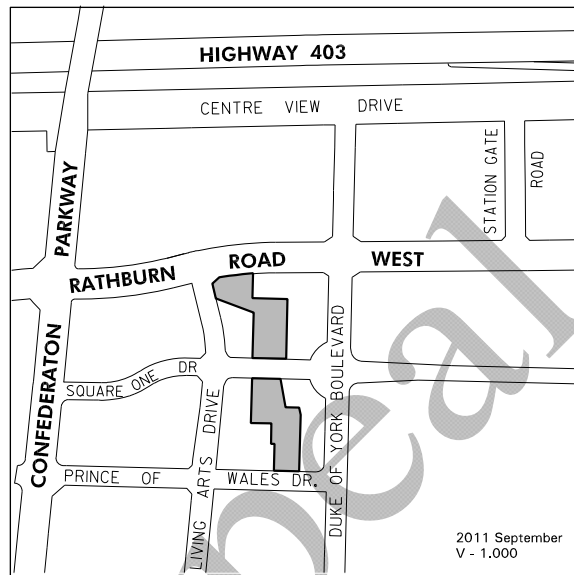 HIGHWAY 403
CENTRE VIEW DRIVE
STATION GATE
ROAD
PARKWAY
RATHBURN ROAD WEST
CONFEDERATON
SQUARE ONE DR
LIVING ARTS DRIVE
DUKE OF YORK BOULEVARD
PRINCE OF WALES DR.
2011 September
V - 1.000